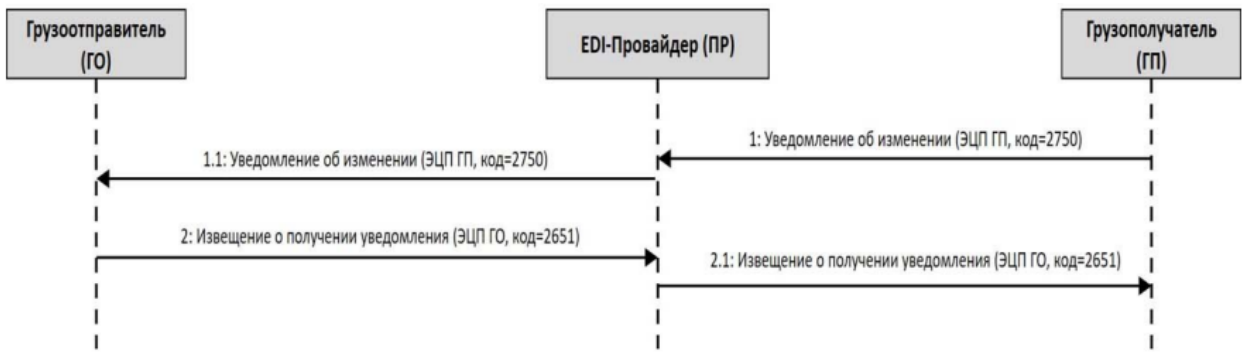 Грузоотправитель
(ГО)
EDI-Провайдер (ПР)
Грузополучатель
(ГП)
1: Уведомление об изменении (ЭЦП ГП, код=2750)
1.1: Уведомление об изменении (ЭЦП ГП, код=2750)
2: Извещение о получении уведомления (ЭЦП ГО, код=2651)
2.1: Извещение о получении уведомления (ЭЦП ГО, код=2651)